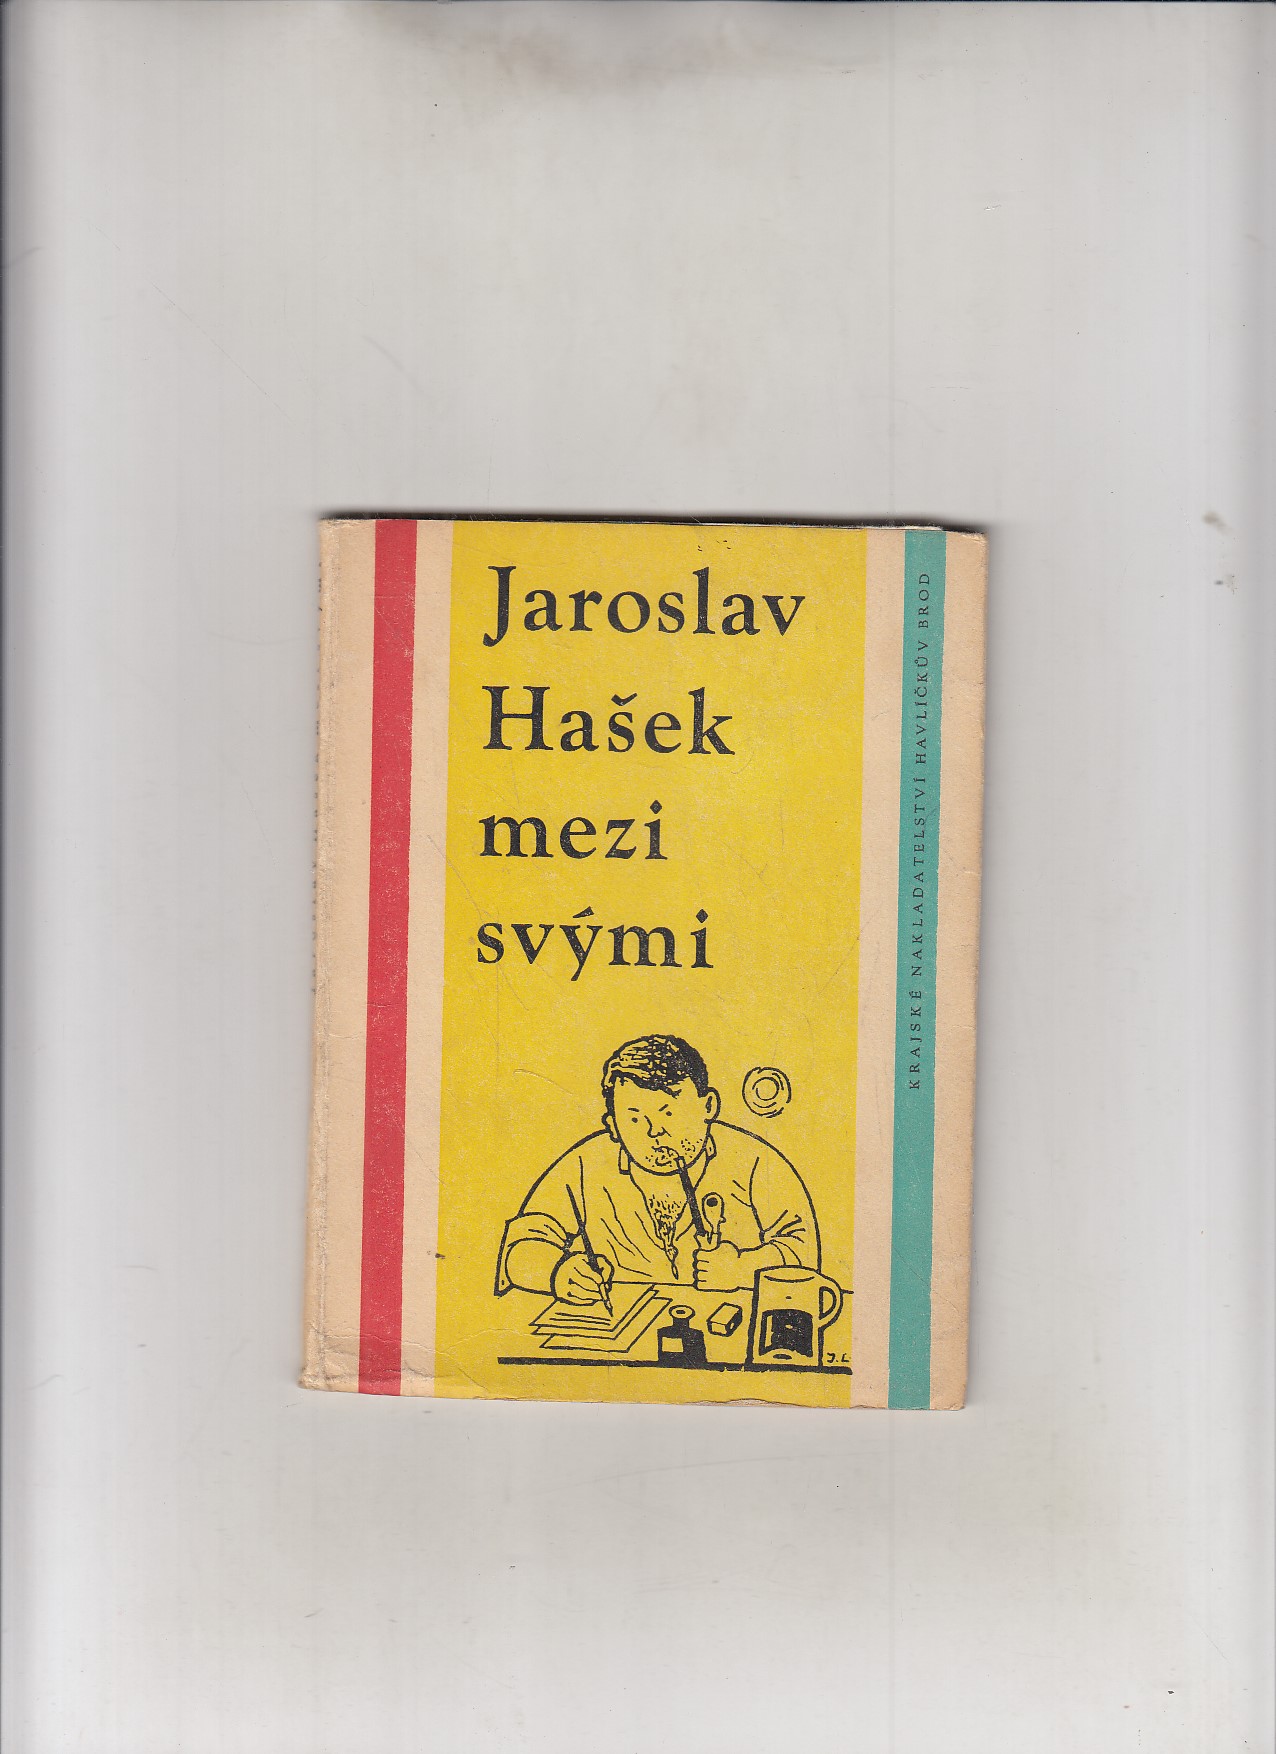 Jaroslav
Hašek
mezi
svými
KRAJSKÉ NAKLADATELSTVÍ HAVLÍČKŮV BROD
J.L